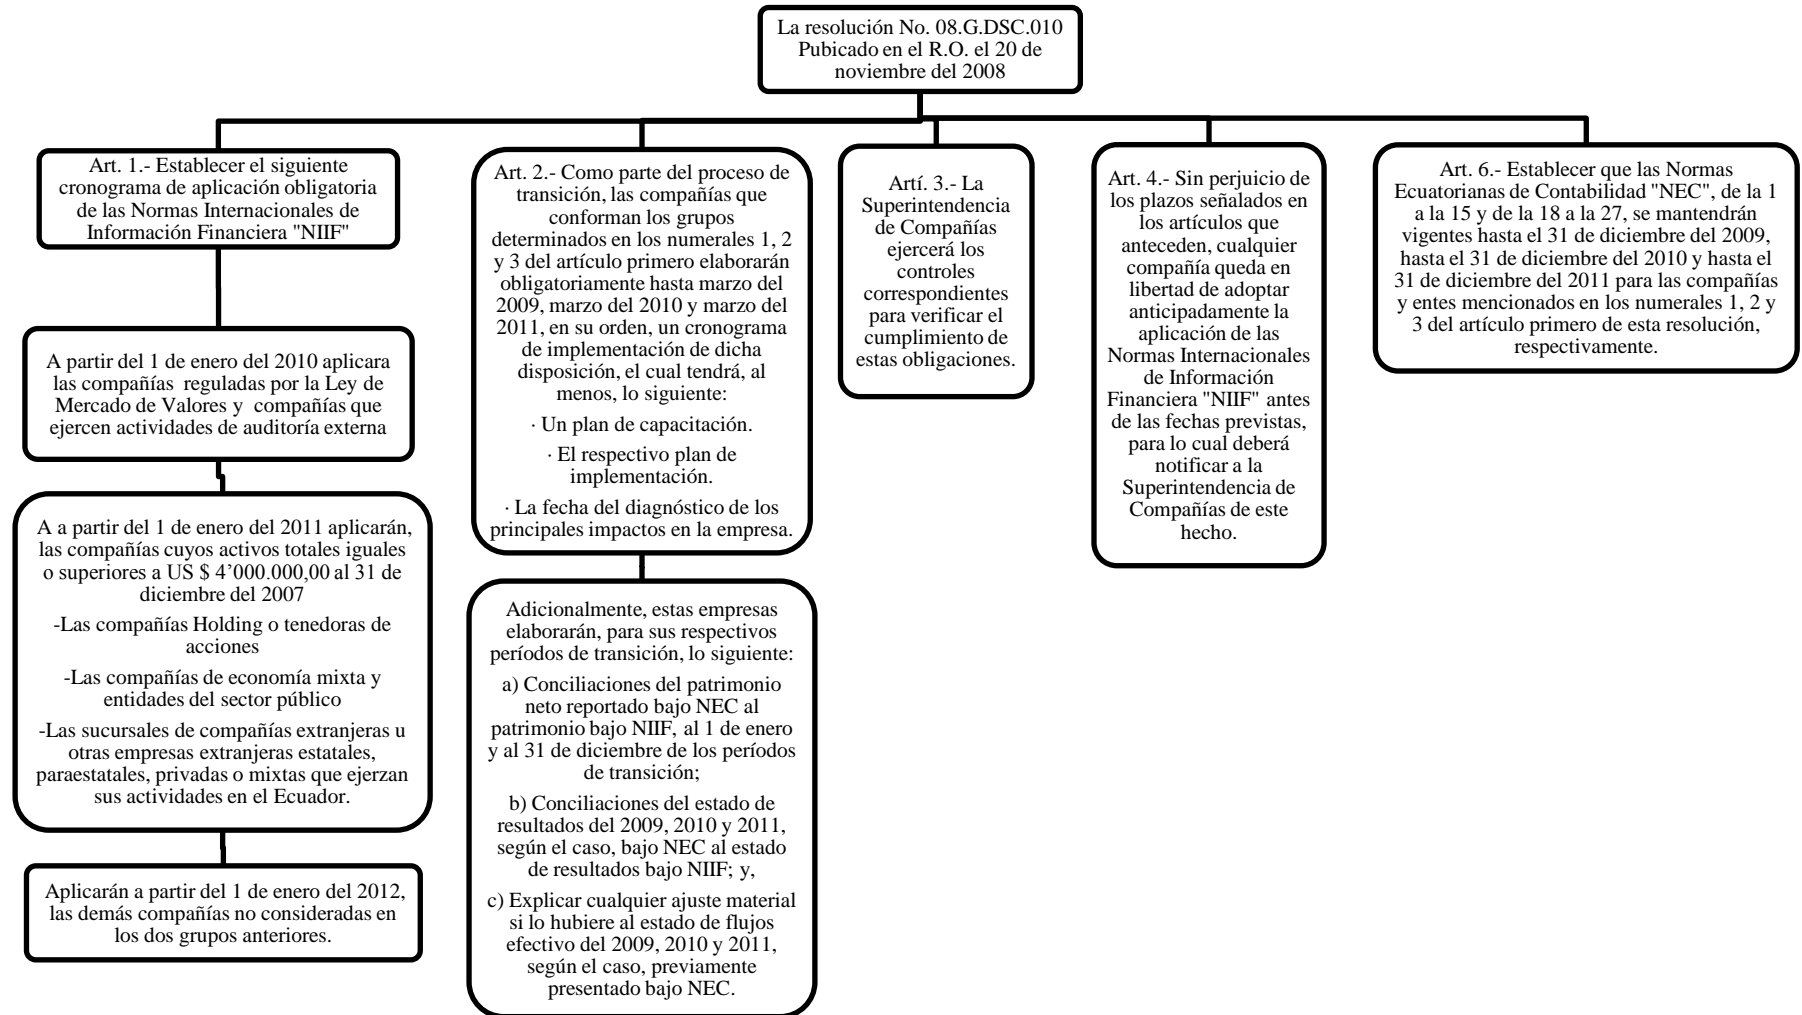 La resolución No. 08.G.DSC.010
Pubicado en el R.O. el 20 de
noviembre del 2008
Art. 1.- Establecer el siguiente
cronograma de aplicación obligatoria
de las Normas Internacionales de
Información Financiera "NIIF"
A partir del 1 de enero del 2010 aplicara
las compañías reguladas por la Ley de
Mercado de Valores y compañías que
ejercen actividades de auditoría externa
A a partir del 1 de enero del 2011 aplicarán,
las compañías cuyos activos totales iguales
o superiores a US $ 4’000.000,00 al 31 de
diciembre del 2007
-Las compañías Holding o tenedoras de
acciones
-Las compañías de economía mixta y
entidades del sector público
-Las sucursales de compañías extranjeras u
otras empresas extranjeras estatales,
paraestatales, privadas o mixtas que ejerzan
sus actividades en el Ecuador.
Aplicarán a partir del 1 de enero del 2012,
las demás compañías no consideradas en
los dos grupos anteriores.
Art. 2.- Como parte del proceso de
transición, las compañías que
conforman los grupos
determinados en los numerales 1, 2
y 3 del artículo primero elaborarán
obligatoriamente hasta marzo del
2009, marzo del 2010 y marzo del
2011, en su orden, un cronograma
de implementación de dicha
disposición, el cual tendrá, al
menos, lo siguiente:
· Un plan de capacitación.
· El respectivo plan de
implementación.
· La fecha del diagnóstico de los
principales impactos en la empresa.
Adicionalmente, estas empresas
elaborarán, para sus respectivos
períodos de transición, lo siguiente:
a) Conciliaciones del patrimonio
neto reportado bajo NEC al
patrimonio bajo NIIF, al 1 de enero
y al 31 de diciembre de los períodos
de transición;
b) Conciliaciones del estado de
resultados del 2009, 2010 y 2011,
según el caso, bajo NEC al estado
de resultados bajo NIIF; y,
c) Explicar cualquier ajuste material
si lo hubiere al estado de flujos
efectivo del 2009, 2010 y 2011,
según el caso, previamente
presentado bajo NEC.
Artí. 3.- La
Superintendencia
de Compañías
ejercerá los
controles
correspondientes
para verificar el
cumplimiento de
estas obligaciones.
Art. 4.- Sin perjuicio de
los plazos señalados en
los artículos que
anteceden, cualquier
compañía queda en
libertad de adoptar
anticipadamente la
aplicación de las
Normas Internacionales
de Información
Financiera "NIIF" antes
de las fechas previstas,
para lo cual deberá
notificar a la
Superintendencia de
Compañías de este
hecho.
Art. 6.- Establecer que las Normas
Ecuatorianas de Contabilidad "NEC", de la 1
a la 15 y de la 18 a la 27, se mantendrán
vigentes hasta el 31 de diciembre del 2009,
hasta el 31 de diciembre del 2010 y hasta el
31 de diciembre del 2011 para las compañías
y entes mencionados en los numerales 1, 2 y
3 del artículo primero de esta resolución,
respectivamente.